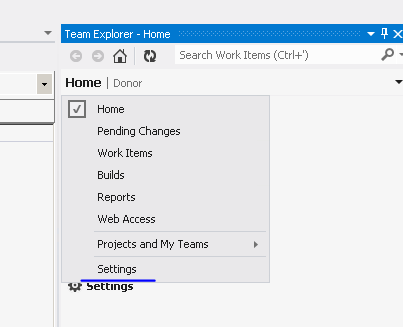 Team Explorer - Home
Search Work Items (Ctrl+')
Home | Donor
Home
Pending Changes
Work Items
Builds
Reports
Web Access
Projects and My Teams
Settings
Settings